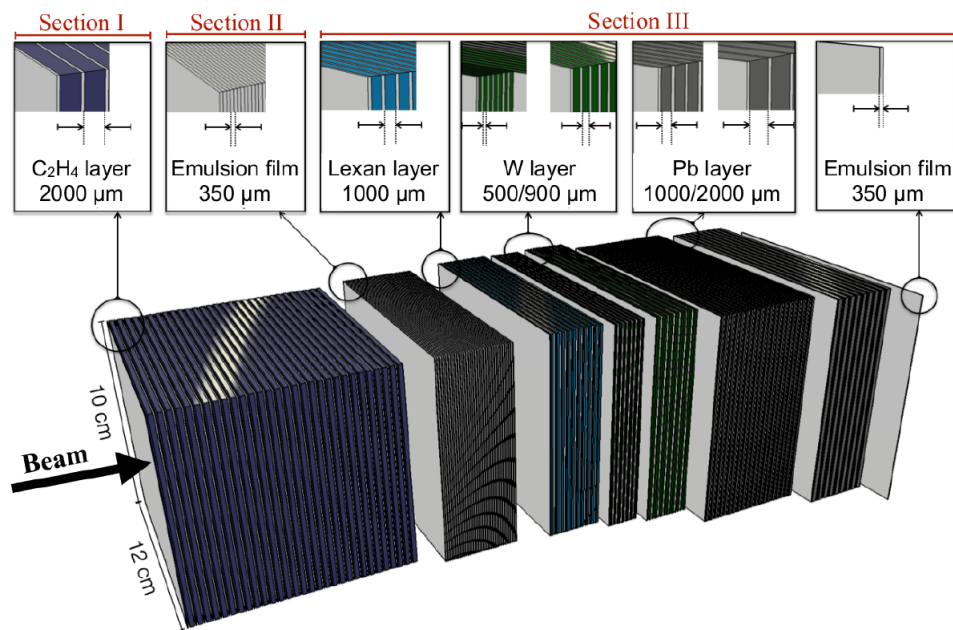 Section I
Section II
Section III
C₂H₄ layer
2000 µm
Emulsion film
350 µm
Lexan layer
1000 µm
W layer
500/900 µm
Pb layer
1000/2000 µm
Emulsion film
350 µm
10 cm
Beam
12 cm